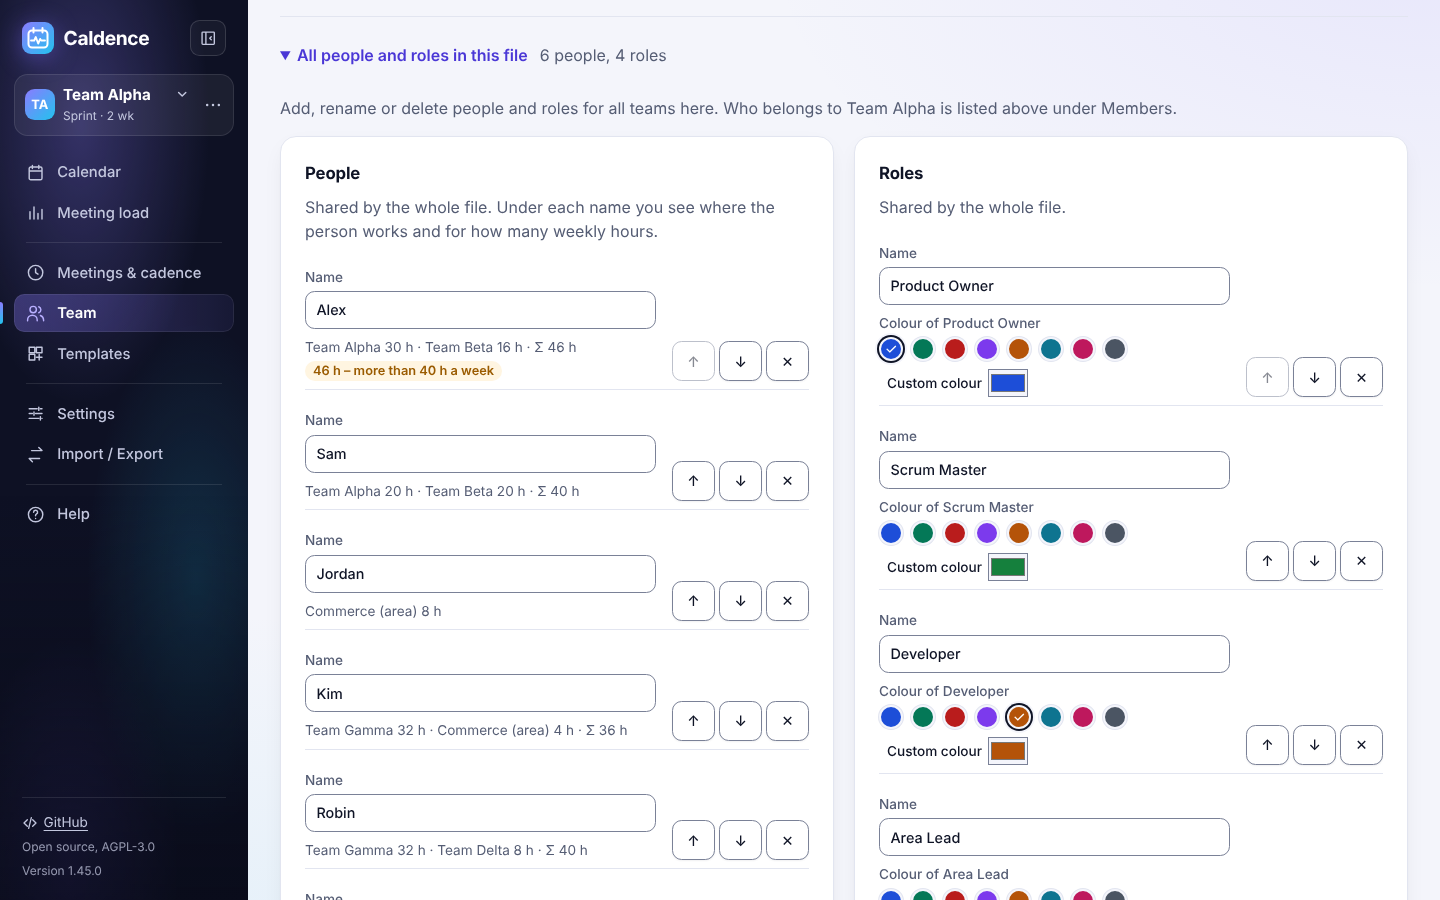 Caldence
TA
Team Alpha
Sprint · 2 wk
Calendar
Meeting load
Meetings & cadence
Team
Templates
Settings
Import / Export
Help
GitHub
Open source, AGPL-3.0
Version 1.45.0
▼ All people and roles in this file 6 people, 4 roles
Add, rename or delete people and roles for all teams here. Who belongs to Team Alpha is listed above under Members.
People
Shared by the whole file. Under each name you see where the
person works and for how many weekly hours.
Name
Alex
Team Alpha 30 h · Team Beta 16 h · Σ 46 h
46 h – more than 40 h a week
↑ ↓ ×
Name
Sam
Team Alpha 20 h · Team Beta 20 h · Σ 40 h
↑ ↓ ×
Name
Jordan
Commerce (area) 8 h
↑ ↓ ×
Name
Kim
Team Gamma 32 h · Commerce (area) 4 h · Σ 36 h
↑ ↓ ×
Name
Robin
Team Gamma 32 h · Team Delta 8 h · Σ 40 h
↑ ↓ ×
Name
Roles
Shared by the whole file.
Name
Product Owner
Colour of Product Owner
Custom colour
↑ ↓ ×
Name
Scrum Master
Colour of Scrum Master
Custom colour
↑ ↓ ×
Name
Developer
Colour of Developer
Custom colour
↑ ↓ ×
Name
Area Lead
Colour of Area Lead